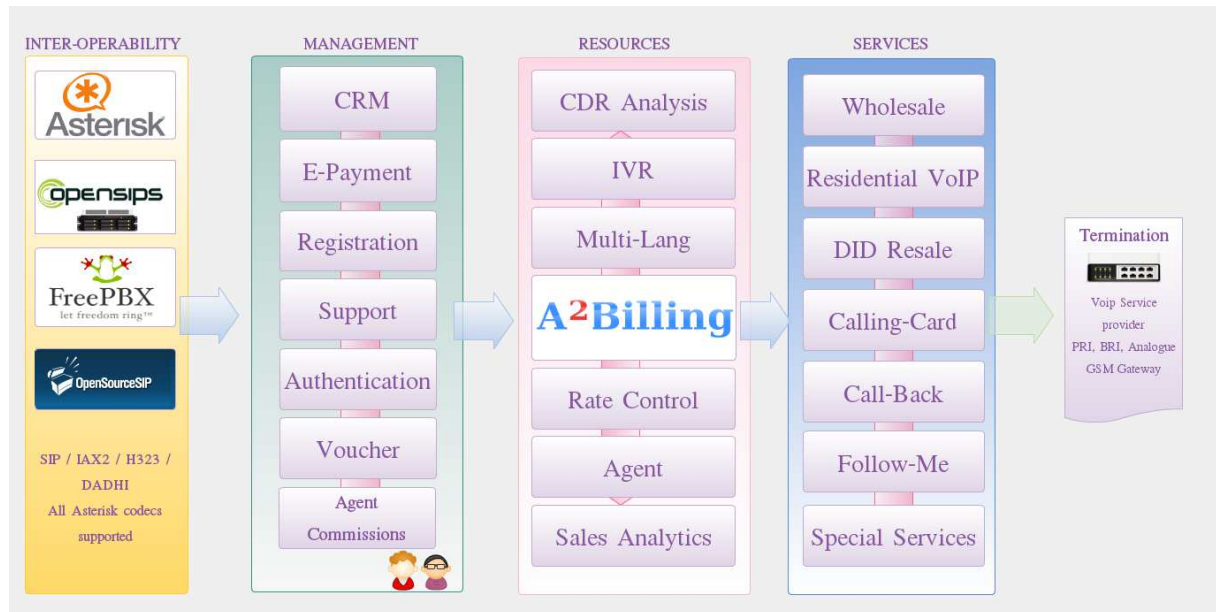 INTER-OPERABILITY
Asterisk
OPENSIPS
FreePBX
let freedom ring™
OpenSourceSIP
SIP / IAX2 / H323 /
DADHI
All Asterisk codecs
supported
MANAGEMENT
CRM
E-Payment
Registration
Support
Authentication
Voucher
Agent
Commissions
RESOURCES
CDR Analysis
IVR
Multi-Lang
A²Billing
Rate Control
Agent
Sales Analytics
SERVICES
Wholesale
Residential VoIP
DID Resale
Calling-Card
Call-Back
Follow-Me
Special Services
Termination
Voip Service
provider
PRI, BRI, Analogue
GSM Gateway